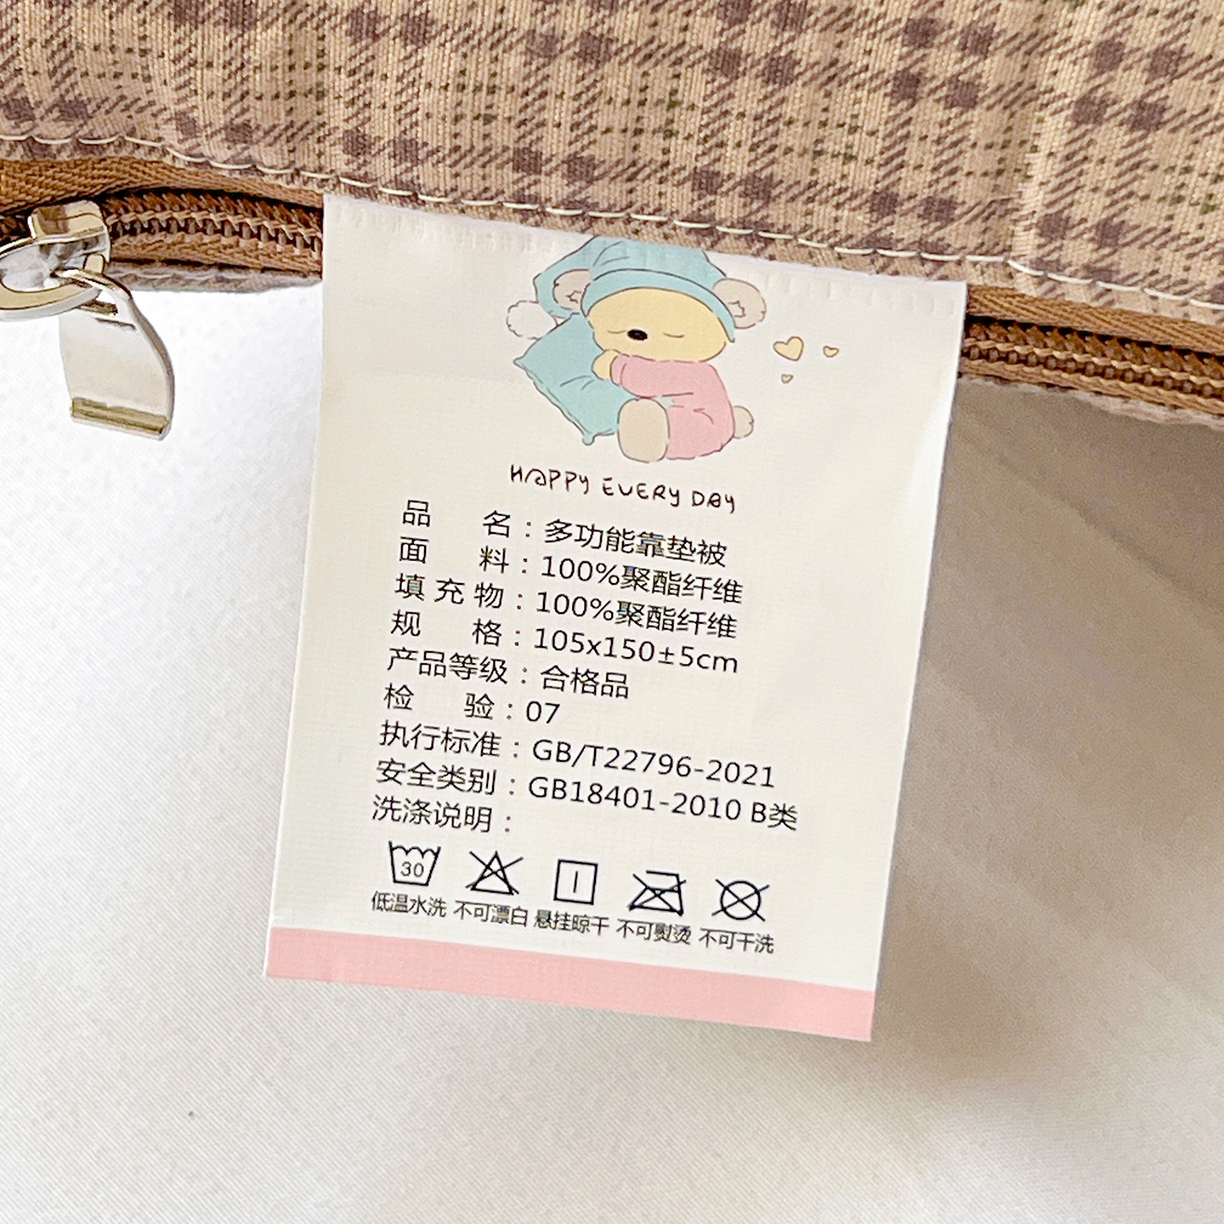 HAPPY EVERY DAY
品 名：多功能靠垫被
面 料：100%聚酯纤维
填充物：100%聚酯纤维
规 格：105x150±5cm
产品等级：合格品
检 验：07
执行标准：GB/T22796-2021
安全类别：GB18401-2010 B类
洗涤说明：
30
低温水洗 不可漂白 悬挂晾干 不可熨烫 不可干洗